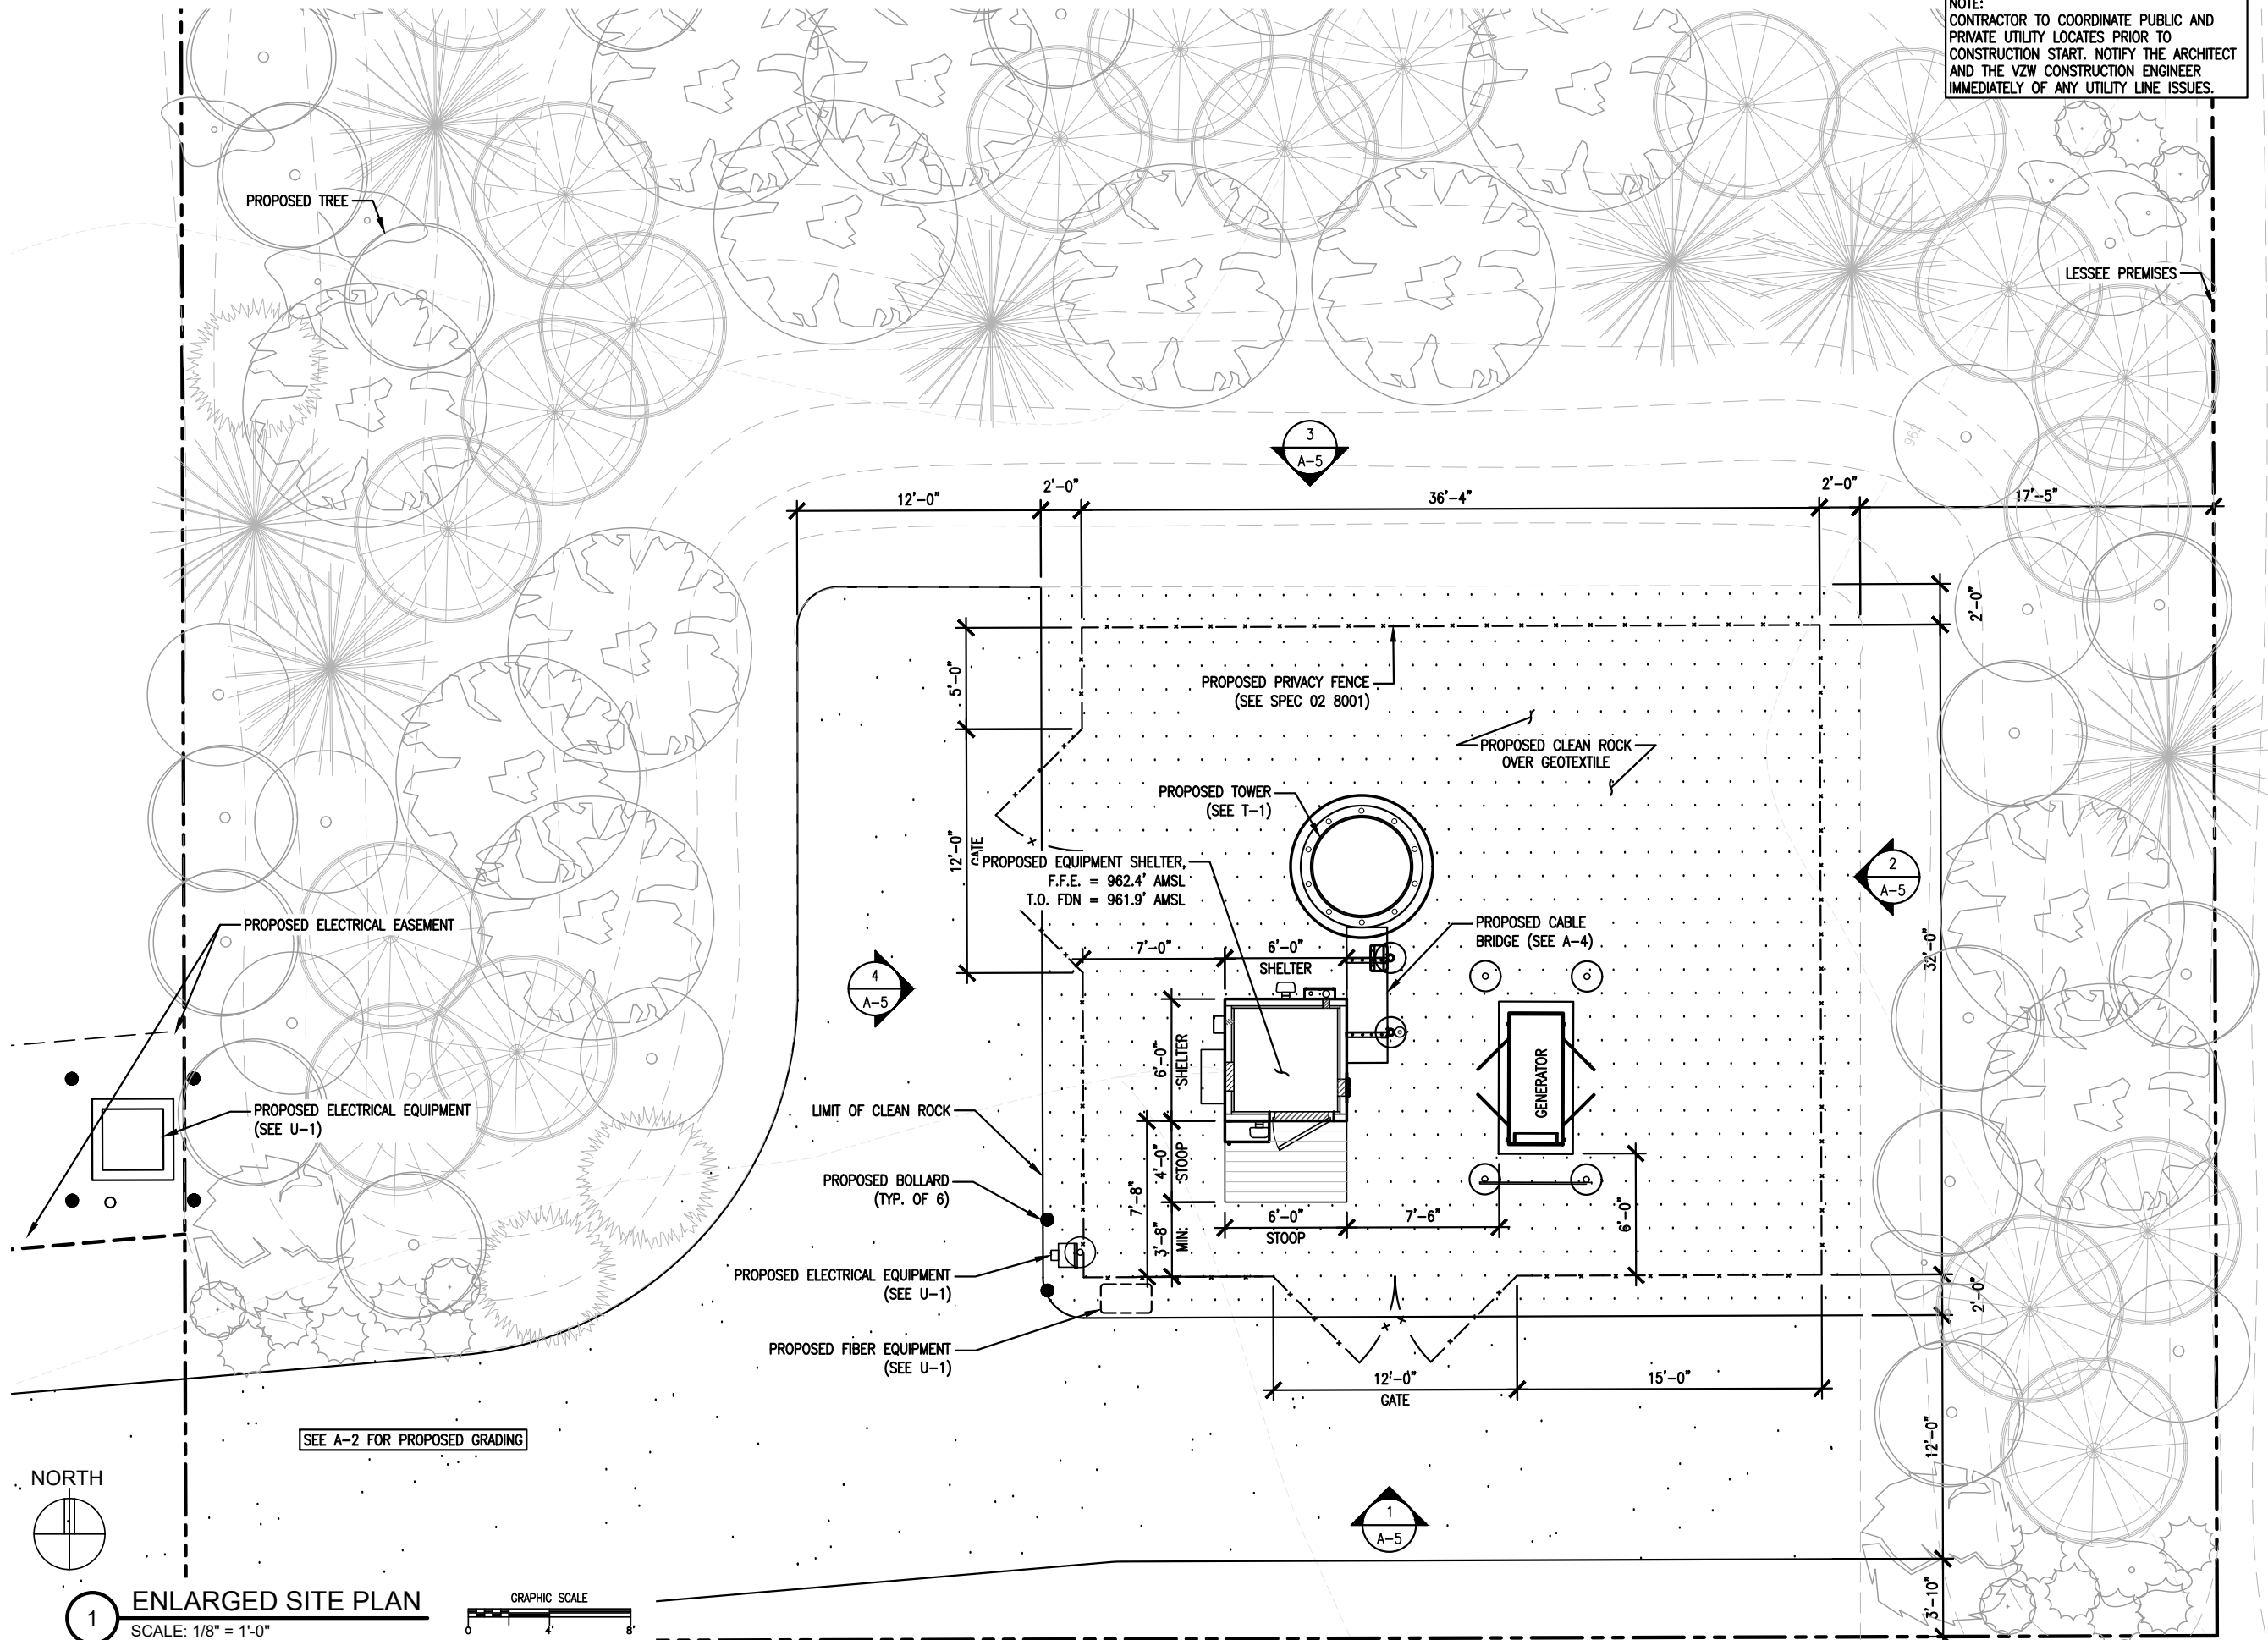 NOTE:
CONTRACTOR TO COORDINATE PUBLIC AND
PRIVATE UTILITY LOCATES PRIOR TO
CONSTRUCTION START. NOTIFY THE ARCHITECT
AND THE VZW CONSTRUCTION ENGINEER
IMMEDIATELY OF ANY UTILITY LINE ISSUES.
PROPOSED TREE
LESSEE PREMISES
962
3
A-5
12'-0"
2'-0"
36'-4"
2'-0"
17'-5"
2'-0"
5'-0"
PROPOSED PRIVACY FENCE
(SEE SPEC 02 8001)
PROPOSED CLEAN ROCK
OVER GEOTEXTILE
PROPOSED TOWER
(SEE T-1)
12'-0"
GATE
PROPOSED EQUIPMENT SHELTER,
F.F.E. = 962.4' AMSL
T.O. FDN = 961.9' AMSL
2
A-5
PROPOSED ELECTRICAL EASEMENT
PROPOSED CABLE
BRIDGE (SEE A-4)
7'-0"
6'-0"
SHELTER
32'-0"
4
A-5
6'-0"
SHELTER
GENERATOR
PROPOSED ELECTRICAL EQUIPMENT
(SEE U-1)
LIMIT OF CLEAN ROCK
PROPOSED BOLLARD
(TYP. OF 6)
7'-8"
4'-0"
STOOP
3'-8"
MIN.
6'-0"
STOOP
7'-6"
6'-0"
PROPOSED ELECTRICAL EQUIPMENT
(SEE U-1)
2'-0"
PROPOSED FIBER EQUIPMENT
(SEE U-1)
12'-0"
GATE
15'-0"
12'-0"
SEE A-2 FOR PROPOSED GRADING
NORTH
1
A-5
3'-10"
1
ENLARGED SITE PLAN
SCALE: 1/8" = 1'-0"
GRAPHIC SCALE
0
4'
8'